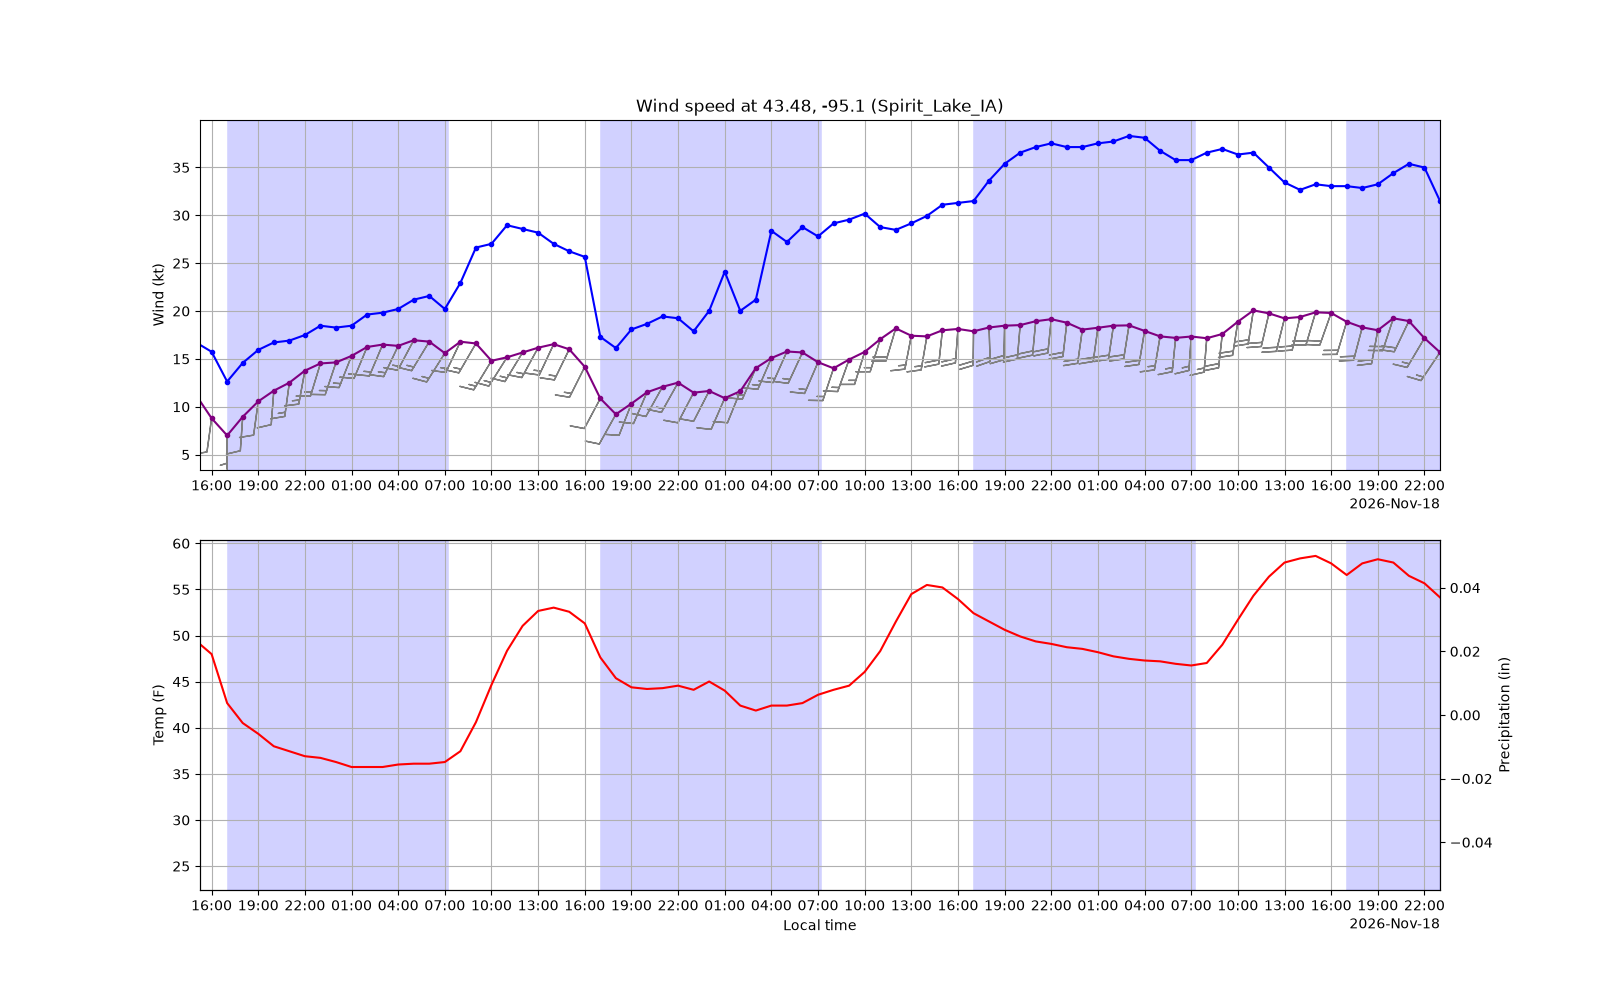 Wind speed at 43.48, -95.1 (Spirit_Lake_IA)
Wind (kt)
35
30
25
20
15
10
5
16:00 19:00 22:00 01:00 04:00 07:00 10:00 13:00 16:00 19:00 22:00 01:00 04:00 07:00 10:00 13:00 16:00 19:00 22:00 01:00 04:00 07:00 10:00 13:00 16:00 19:00 22:00
2026-Nov-18
Temp (F)
60
55
50
45
40
35
30
25
0.04
0.02
0.00
−0.02
−0.04
Precipitation (in)
16:00 19:00 22:00 01:00 04:00 07:00 10:00 13:00 16:00 19:00 22:00 01:00 04:00 07:00 10:00 13:00 16:00 19:00 22:00 01:00 04:00 07:00 10:00 13:00 16:00 19:00 22:00
Local time
2026-Nov-18